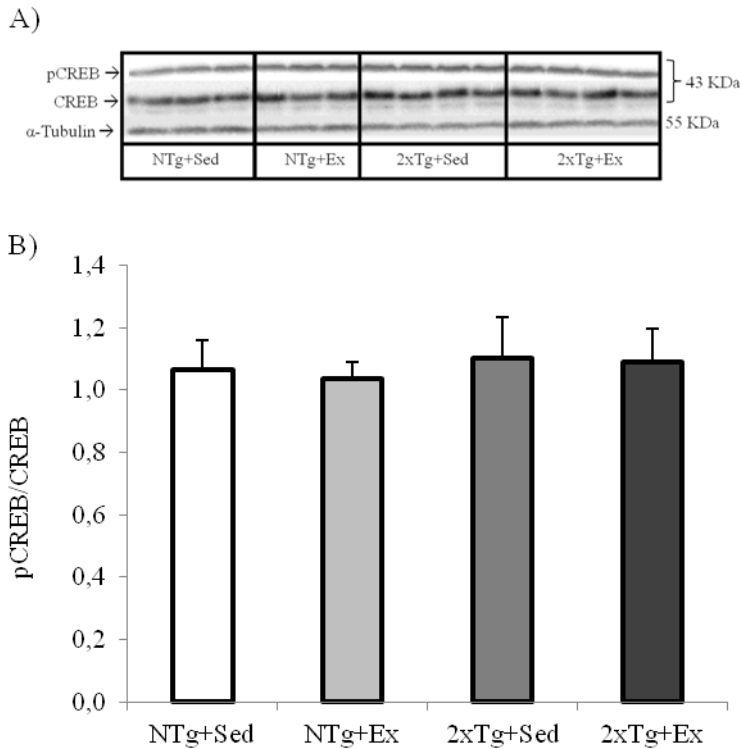 A)
pCREB →
CREB →
α-Tubulin →
43 KDa
55 KDa
NTg+Sed NTg+Ex 2xTg+Sed 2xTg+Ex
B)
pCREB/CREB
1,4
1,2
1,0
0,8
0,6
0,4
0,2
0,0
NTg+Sed NTg+Ex 2xTg+Sed 2xTg+Ex